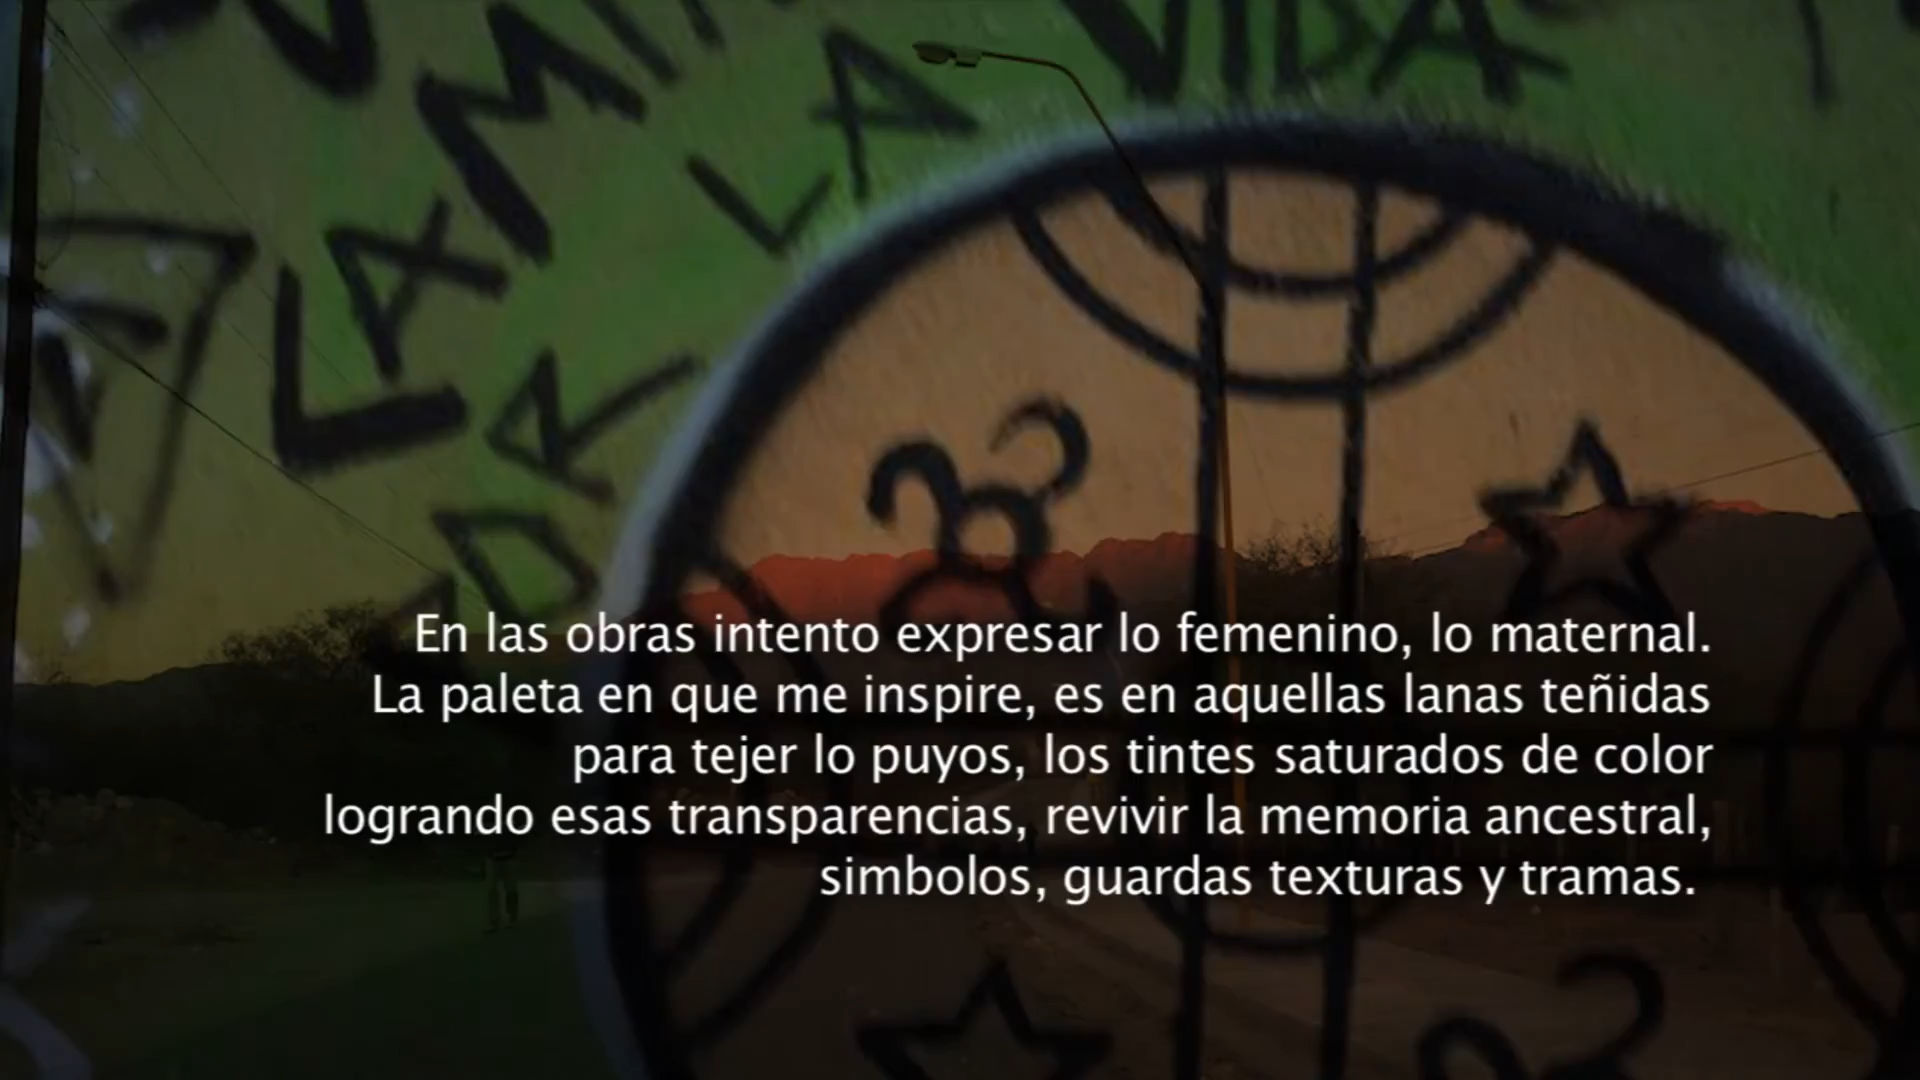 LA VIDA
LA
En las obras intento expresar lo femenino, lo maternal.
La paleta en que me inspire, es en aquellas lanas teñidas
para tejer lo puyos, los tintes saturados de color
logrando esas transparencias, revivir la memoria ancestral,
simbolos, guardas texturas y tramas.